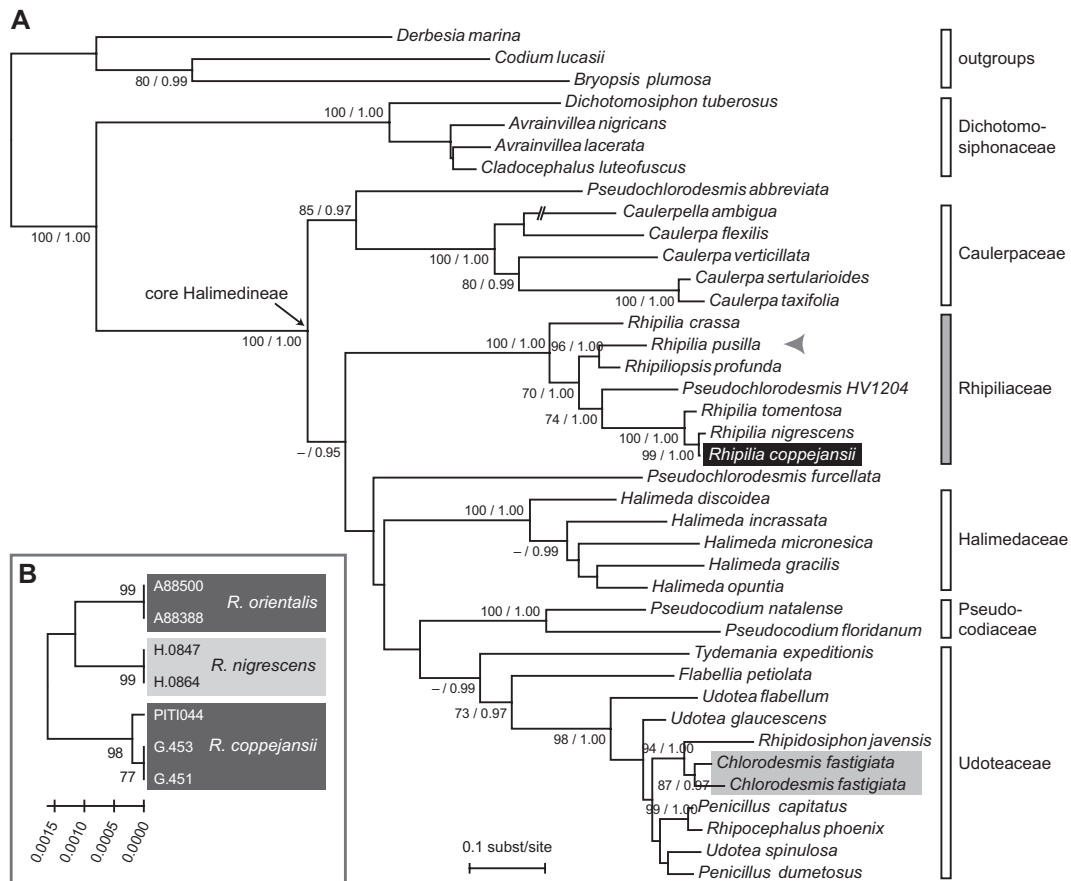 A
Derbesia marina
Codium lucasii
80 / 0.99
Bryopsis plumosa
outgroups
Dichotomosiphon tuberosus
100 / 1.00
Avrainvillea nigricans
Avrainvillea lacerata
Cladocephalus luteofuscus
Dichotomo-
siphonaceae
100 / 1.00
Pseudochlorodesmis abbreviata
85 / 0.97
Caulerpella ambigua
Caulerpa flexilis
100 / 1.00
Caulerpa verticillata
80 / 0.99
Caulerpa sertularioides
100 / 1.00
Caulerpa taxifolia
Caulerpaceae
core Halimedineae
100 / 1.00
Rhipilia crassa
100 / 1.00
96 / 1.00
Rhipilia pusilla
Rhipiliopsis profunda
70 / 1.00
Pseudochlorodesmis HV1204
74 / 1.00
Rhipilia tomentosa
100 / 1.00
Rhipilia nigrescens
99 / 1.00
Rhipilia coppejansii
Rhipiliaceae
– / 0.95
Pseudochlorodesmis furcellata
Halimeda discoidea
100 / 1.00
Halimeda incrassata
– / 0.99
Halimeda micronesica
Halimeda gracilis
Halimeda opuntia
Halimedaceae
Pseudocodium natalense
100 / 1.00
Pseudocodium floridanum
Pseudo-
codiaceae
Tydemania expeditionis
– / 0.99
Flabellia petiolata
73 / 0.97
Udotea flabellum
98 / 1.00
Udotea glaucescens
94 / 1.00
Rhipidosiphon javensis
Chlorodesmis fastigiata
87 / 0.97
Chlorodesmis fastigiata
99 / 1.00
Penicillus capitatus
Rhipocephalus phoenix
Udotea spinulosa
Penicillus dumetosus
Udoteaceae
0.1 subst/site
B
99
A88500
R. orientalis
A88388
H.0847
R. nigrescens
99
H.0864
PITI044
98
G.453
R. coppejansii
77
G.451
0.0015
0.0010
0.0005
0.0000